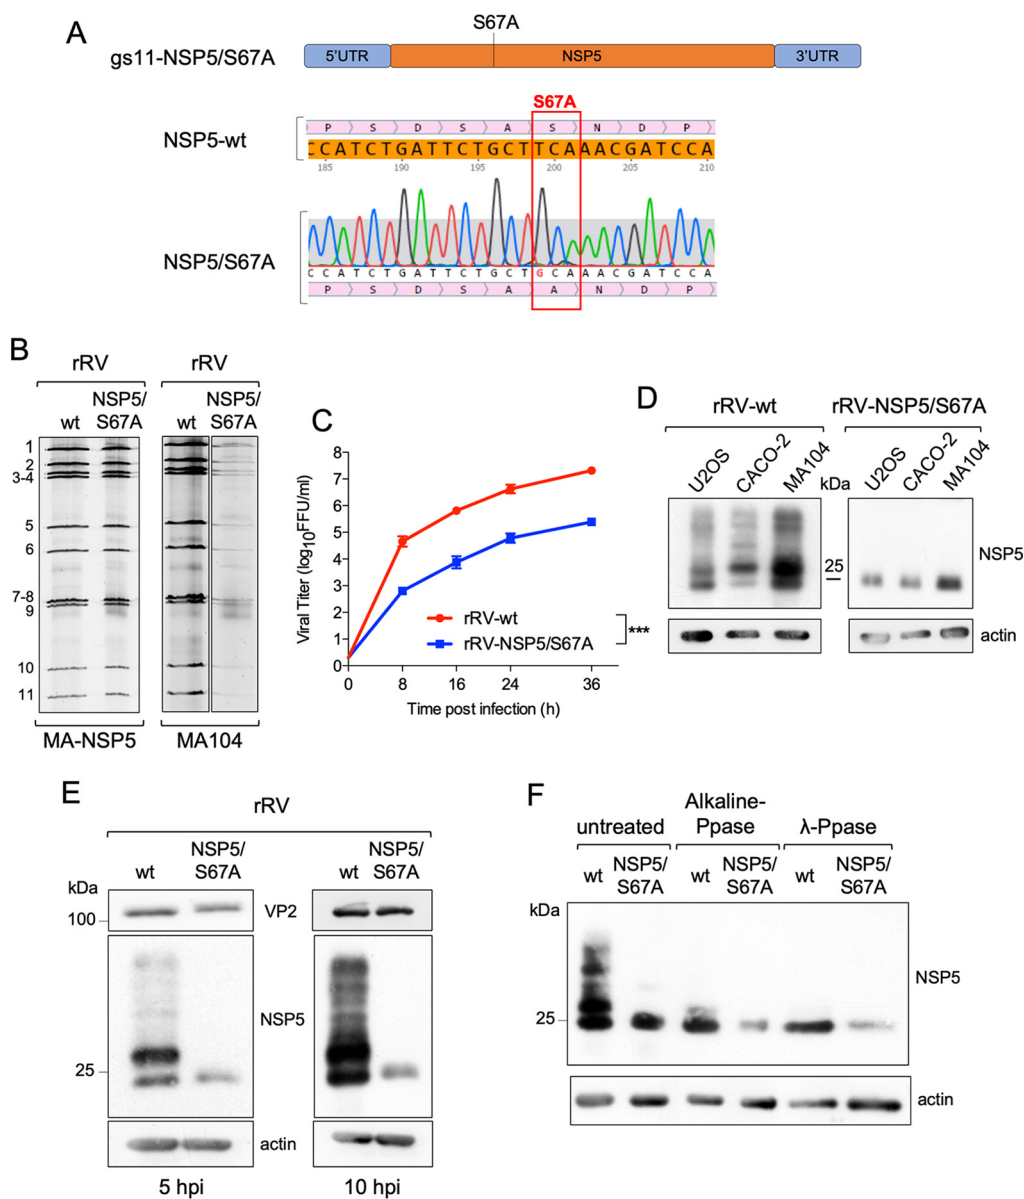 A
S67A
gs11-NSP5/S67A
5'UTR NSP5 3'UTR
S67A
NSP5-wt
P S D S A S N D P
CCATCTGATTCTGCTTCAAACGATCCA
185 190 195 200 205 210
NSP5/S67A
CCATCTGATTCTGCTGCAAACGATCCA
P S D S A A N D P
B
rRV rRV
wt NSP5/S67A wt NSP5/S67A
1
2
3-4
5
6
7-8
9
10
11
MA-NSP5 MA104
C
Viral Titer (log10FFU/ml)
8
7
6
5
4
3
2
1
0
rRV-wt
rRV-NSP5/S67A
***
0 8 16 24 36
Time post infection (h)
D
rRV-wt rRV-NSP5/S67A
U2OS CACO-2 MA104 kDa U2OS CACO-2 MA104
25
NSP5
actin
E
rRV
wt NSP5/S67A wt NSP5/S67A
kDa
100
VP2
NSP5
25
actin
5 hpi 10 hpi
F
untreated Alkaline-Ppase λ-Ppase
wt NSP5/S67A wt NSP5/S67A wt NSP5/S67A
kDa
NSP5
25
actin